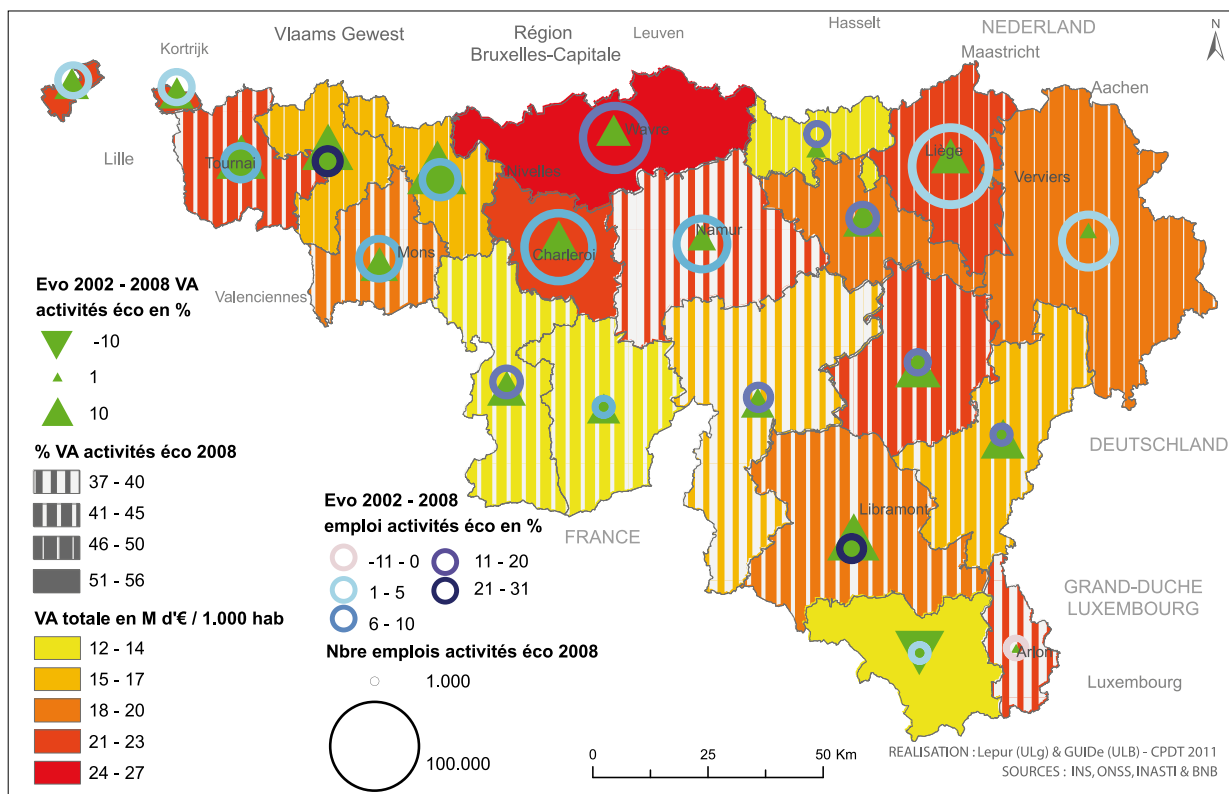 Kortrijk
Vlaams Gewest
Région
Bruxelles-Capitale
Leuven
Hasselt
NEDERLAND
Maastricht
Aachen
N
Lille
Tournai
Wavre
Nivelles
Liège
Verviers
Mons
Charleroi
Namur
Valenciennes
Evo 2002 - 2008 VA
activités éco en %
-10
1
10
% VA activités éco 2008
37 - 40
41 - 45
46 - 50
51 - 56
VA totale en M d'€ / 1.000 hab
12 - 14
15 - 17
18 - 20
21 - 23
24 - 27
Evo 2002 - 2008
emploi activités éco en %
-11 - 0
11 - 20
1 - 5
21 - 31
6 - 10
Nbre emplois activités éco 2008
1.000
100.000
FRANCE
Libramont
DEUTSCHLAND
GRAND-DUCHE
LUXEMBOURG
Arlon
Luxembourg
0 25 50 Km
REALISATION : Lepur (ULg) & GUIDe (ULB) - CPDT 2011
SOURCES : INS, ONSS, INASTI & BNB